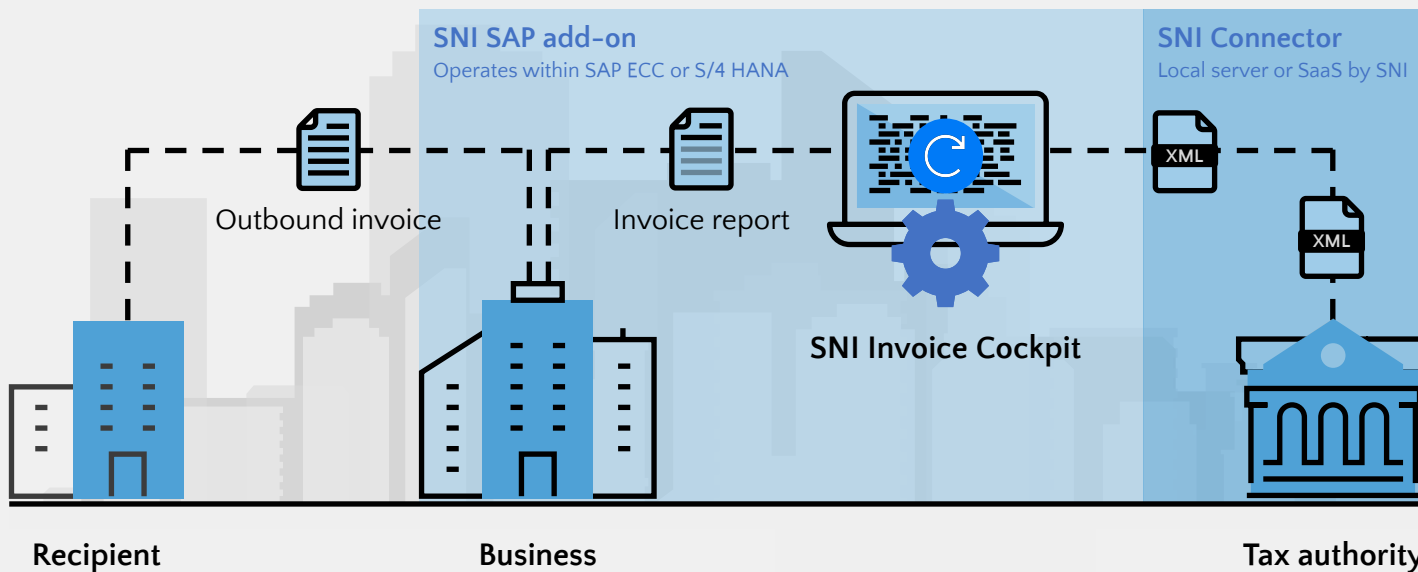 SNI SAP add-on
Operates within SAP ECC or S/4 HANA
SNI Connector
Local server or SaaS by SNI
XML
Outbound invoice
Invoice report
XML
SNI Invoice Cockpit
Recipient
Business
Tax authority